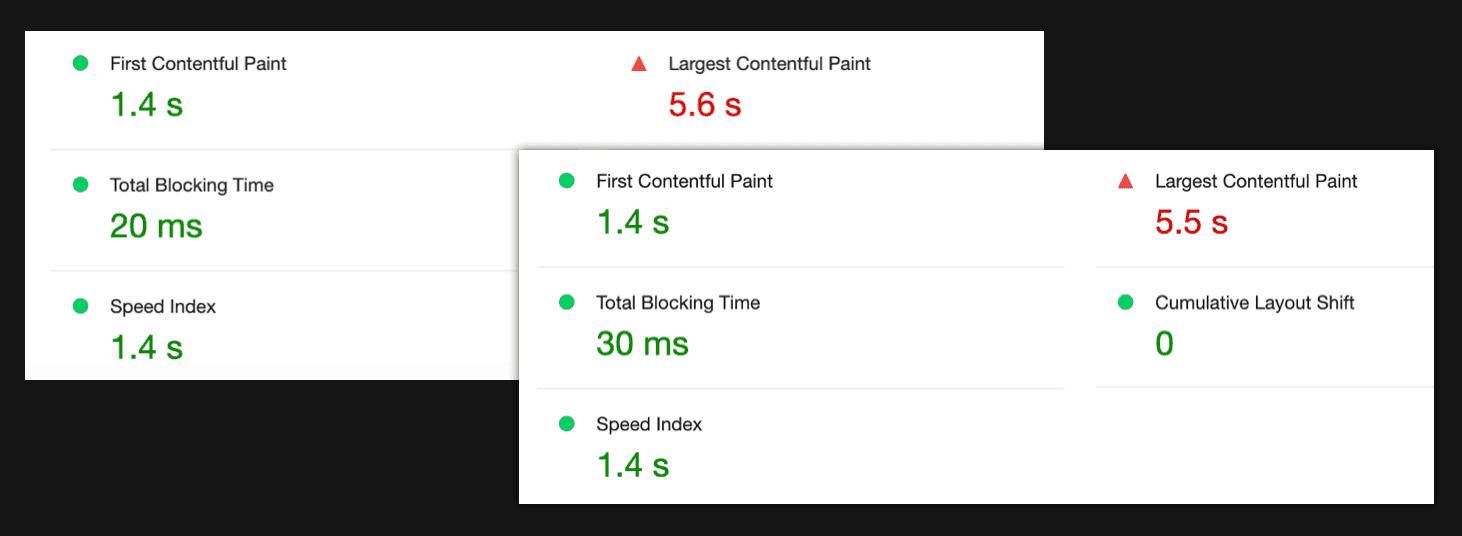 First Contentful Paint
1.4 s
Largest Contentful Paint
5.6 s
Total Blocking Time
20 ms
Speed Index
1.4 s
First Contentful Paint
1.4 s
Largest Contentful Paint
5.5 s
Total Blocking Time
30 ms
Cumulative Layout Shift
0
Speed Index
1.4 s